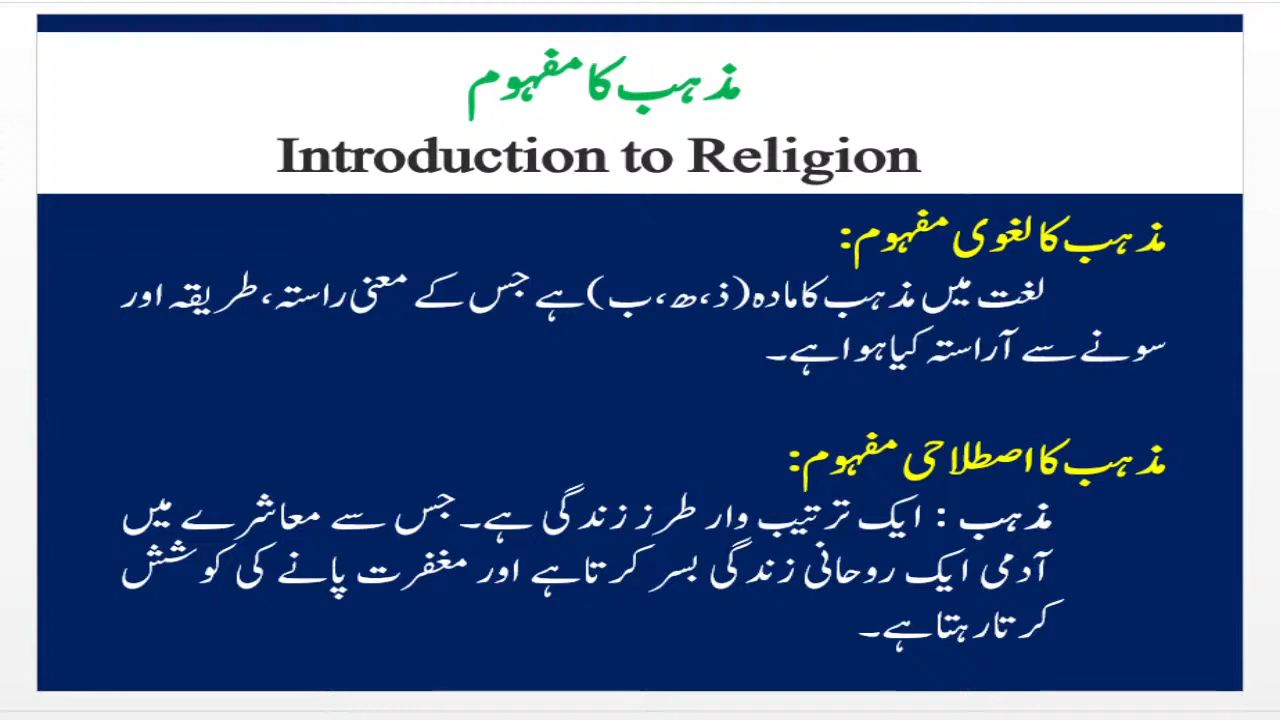 مذہب کا مفہوم
Introduction to Religion
مذہب کا لغوی مفہوم:
لغت میں مذہب کا مادہ (ذ، ھ، ب) ہے جس کے معنی راستہ، طریقہ اور
سونے سے آراستہ کیا ہوا ہے۔
مذہب کا اصطلاحی مفہوم:
مذہب : ایک ترتیب وار طرز زندگی ہے۔ جس سے معاشرے میں
آدمی ایک روحانی زندگی بسر کرتا ہے اور مغفرت پانے کی کوشش
کرتا رہتا ہے۔